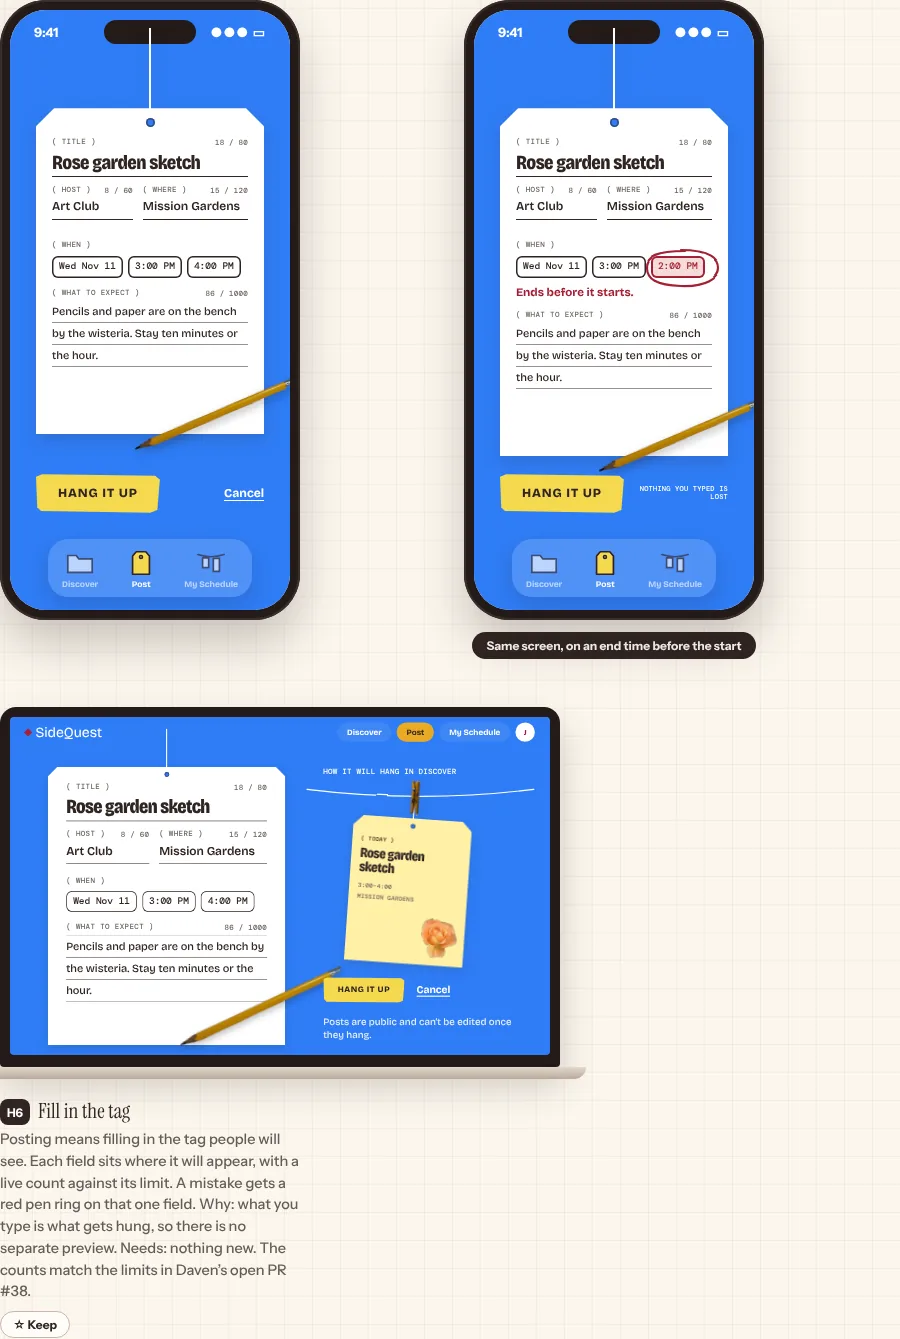 9:41
( TITLE ) 18 / 80
Rose garden sketch
( HOST ) 8 / 60 ( WHERE ) 15 / 120
Art Club Mission Gardens
( WHEN )
Wed Nov 11 3:00 PM 4:00 PM
( WHAT TO EXPECT ) 86 / 1000
Pencils and paper are on the bench
by the wisteria. Stay ten minutes or
the hour.
HANG IT UP Cancel
Discover Post My Schedule
9:41
( TITLE ) 18 / 80
Rose garden sketch
( HOST ) 8 / 60 ( WHERE ) 15 / 120
Art Club Mission Gardens
( WHEN )
Wed Nov 11 3:00 PM 2:00 PM
Ends before it starts.
( WHAT TO EXPECT ) 86 / 1000
Pencils and paper are on the bench
by the wisteria. Stay ten minutes or
the hour.
HANG IT UP NOTHING YOU TYPED IS
LOST
Discover Post My Schedule
Same screen, on an end time before the start
SideQuest Discover Post My Schedule J
( TITLE ) 18 / 80
Rose garden sketch
( HOST ) 8 / 60 ( WHERE ) 15 / 120
Art Club Mission Gardens
( WHEN )
Wed Nov 11 3:00 PM 4:00 PM
( WHAT TO EXPECT ) 86 / 1000
Pencils and paper are on the bench by
the wisteria. Stay ten minutes or the
hour.
HOW IT WILL HANG IN DISCOVER
( TODAY )
Rose garden
sketch
3:00–4:00
MISSION GARDENS
HANG IT UP Cancel
Posts are public and can't be edited once
they hang.
H6 Fill in the tag
Posting means filling in the tag people will
see. Each field sits where it will appear, with a
live count against its limit. A mistake gets a
red pen ring on that one field. Why: what you
type is what gets hung, so there is no
separate preview. Needs: nothing new. The
counts match the limits in Daven's open PR
#38.
☆ Keep